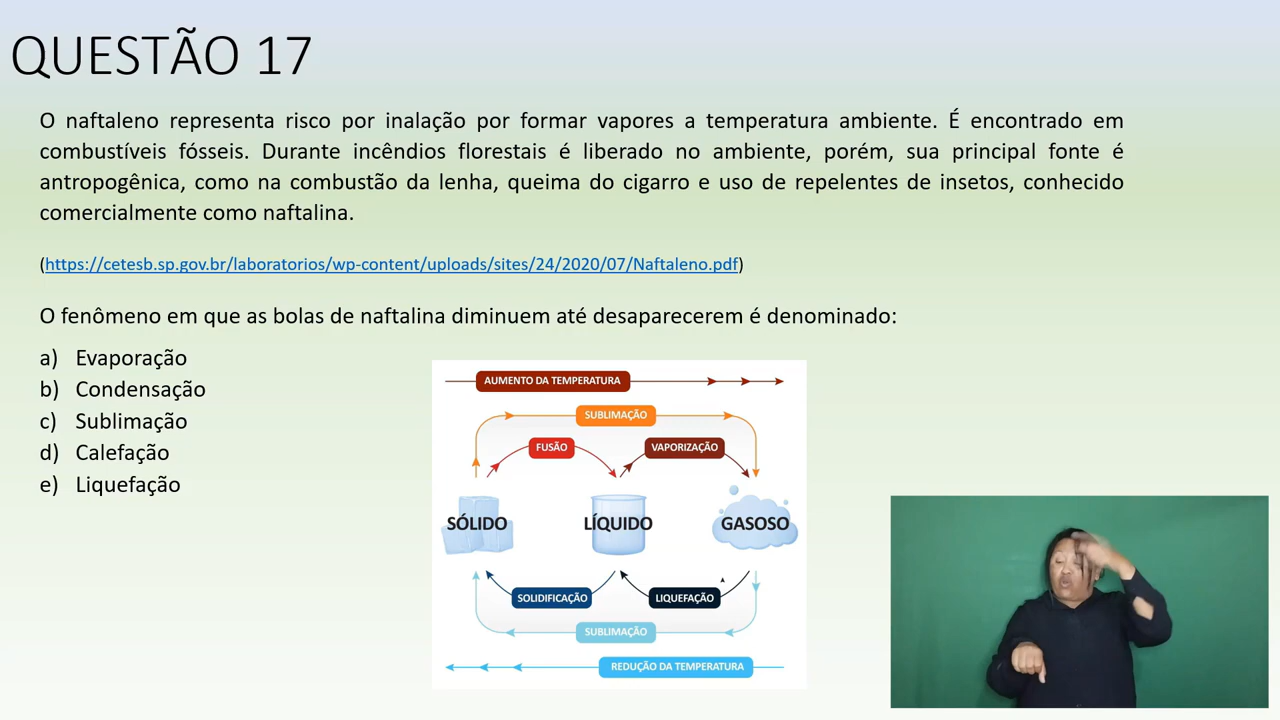 QUESTÃO 17
O naftaleno representa risco por inalação por formar vapores a temperatura ambiente. É encontrado em
combustíveis fósseis. Durante incêndios florestais é liberado no ambiente, porém, sua principal fonte é
antropogênica, como na combustão da lenha, queima do cigarro e uso de repelentes de insetos, conhecido
comercialmente como naftalina.
(https://cetesb.sp.gov.br/laboratorios/wp-content/uploads/sites/24/2020/07/Naftaleno.pdf)
O fenômeno em que as bolas de naftalina diminuem até desaparecerem é denominado:
a) Evaporação
b) Condensação
c) Sublimação
d) Calefação
e) Liquefação
AUMENTO DA TEMPERATURA
SUBLIMAÇÃO
FUSÃO
VAPORIZAÇÃO
SÓLIDO
LÍQUIDO
GASOSO
SOLIDIFICAÇÃO
LIQUEFAÇÃO
SUBLIMAÇÃO
REDUÇÃO DA TEMPERATURA